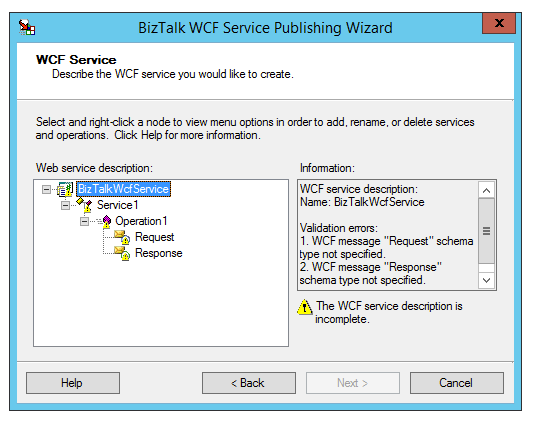 BizTalk WCF Service Publishing Wizard
x
WCF Service
Describe the WCF service you would like to create.
Select and right-click a node to view menu options in order to add, rename, or delete services
and operations. Click Help for more information.
Web service description:
BizTalkWcfService
Service1
Operation1
Request
Response
Information:
WCF service description:
Name: BizTalkWcfService
Validation errors:
1. WCF message "Request" schema
type not specified.
2. WCF message "Response"
schema type not specified.
The WCF service description is
incomplete.
Help
< Back
Next >
Cancel